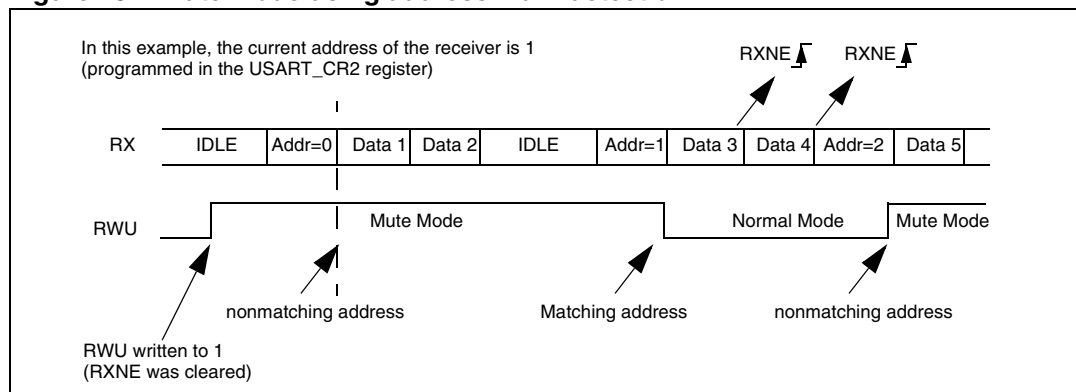 In this example, the current address of the receiver is 1
(programmed in the USART_CR2 register)
RXNE
RXNE
RX
IDLE
Addr=0
Data 1
Data 2
IDLE
Addr=1
Data 3
Data 4
Addr=2
Data 5
RWU
Mute Mode
Normal Mode
Mute Mode
nonmatching address
Matching address
nonmatching address
RWU written to 1
(RXNE was cleared)